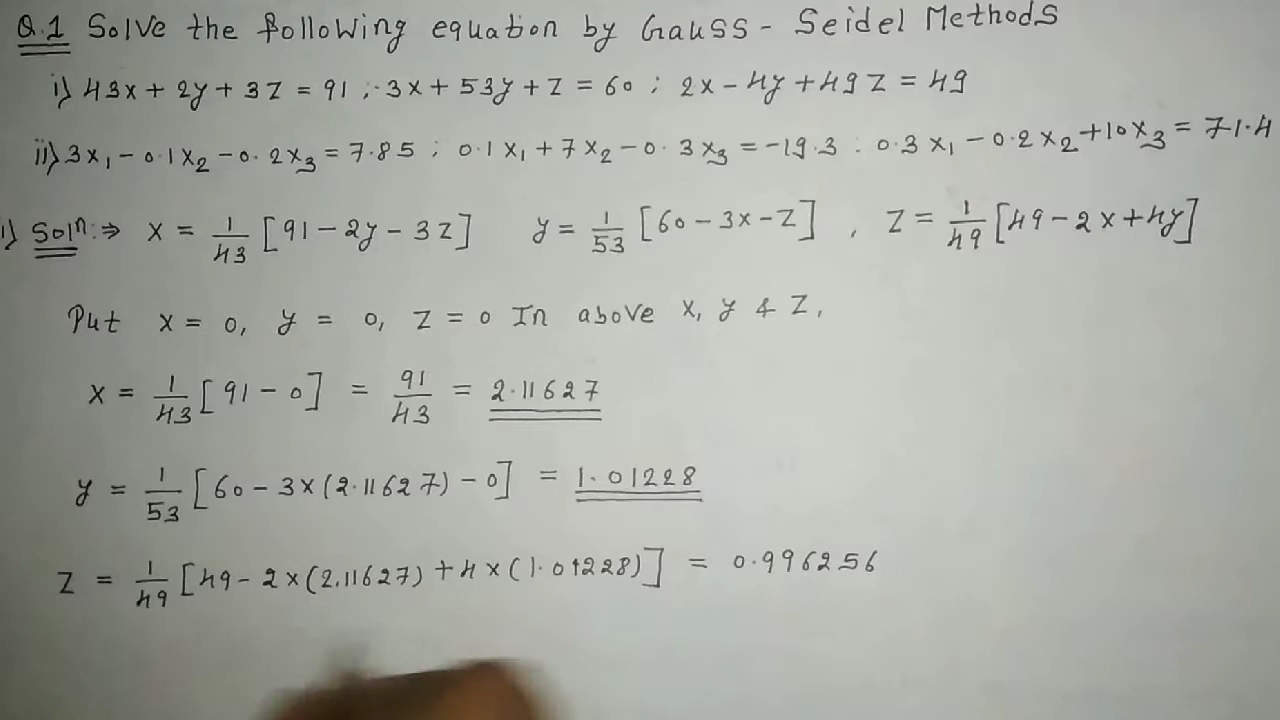 Q.1 Solve the following equation by Gauss - Seidel Methods
i) 43x + 2y + 3z = 91 ; 3x + 53y + z = 60 ; 2x - 4y + 49z = 49
ii) 3x₁ - 0.1x₂ - 0.2x₃ = 7.85 ; 0.1x₁ + 7x₂ - 0.3x₃ = -19.3 : 0.3x₁ - 0.2x₂ + 10x₃ = 71.4
1) Solⁿ:⇒ x = 1/43 [91 - 2y - 3z] y = 1/53 [60 - 3x - z] , z = 1/49 [49 - 2x + 4y]
Put x = 0, y = 0, z = 0 In above x, y & z,
x = 1/43 [91 - 0] = 91/43 = 2.11627
y = 1/53 [60 - 3×(2.11627) - 0] = 1.01228
z = 1/49 [49 - 2×(2.11627) + 4×(1.01228)] = 0.996256